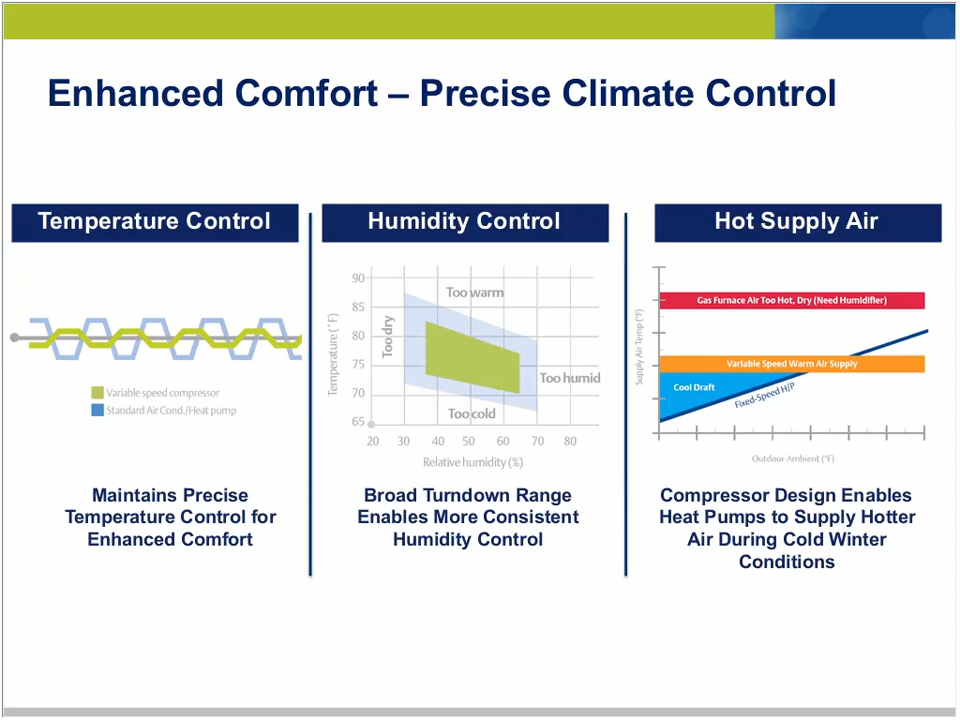 Enhanced Comfort – Precise Climate Control
Temperature Control
Variable speed compressor
Standard Air Cond./Heat pump
Maintains Precise
Temperature Control for
Enhanced Comfort
Humidity Control
90
85
80
75
70
65
Temperature (°F)
Too warm
Too dry
Too humid
Too cold
20 30 40 50 60 70 80
Relative humidity (%)
Broad Turndown Range
Enables More Consistent
Humidity Control
Hot Supply Air
Supply Air Temp (°F)
Gas Furnace Air Too Hot, Dry (Need Humidifier)
Variable Speed Warm Air Supply
Cool Draft
Fixed-Speed H/P
Outdoor Ambient (°F)
Compressor Design Enables
Heat Pumps to Supply Hotter
Air During Cold Winter
Conditions